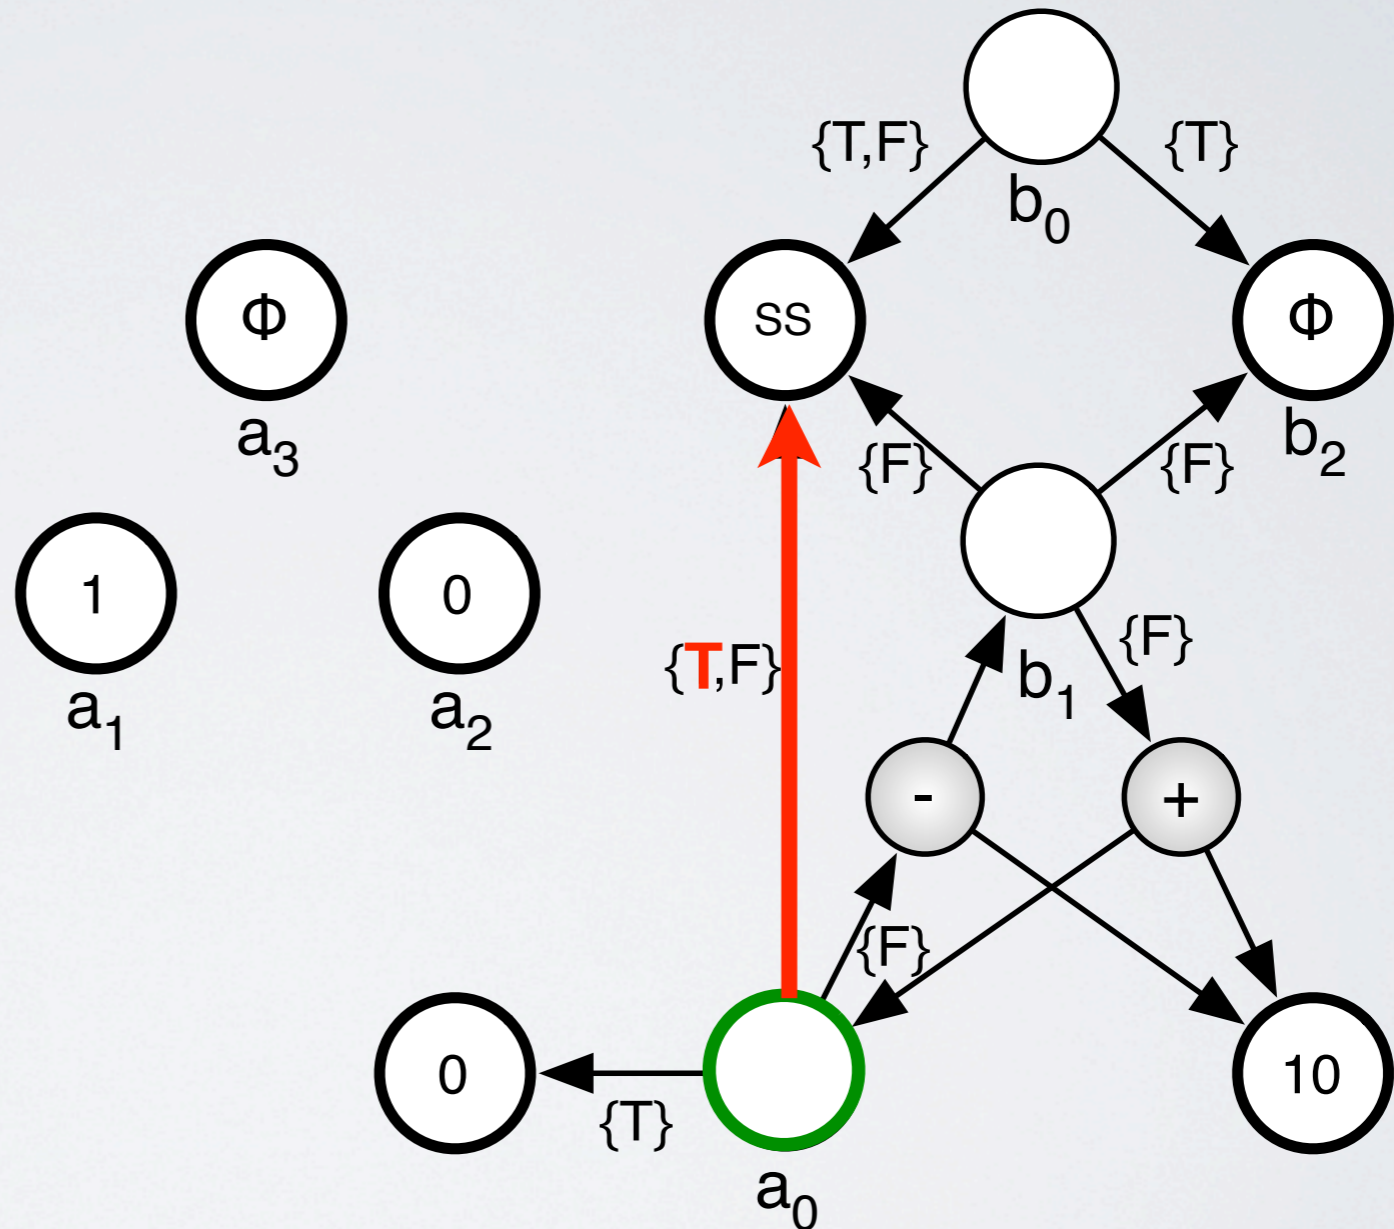 {T,F}
{T}
b0
Φ
ss
Φ
a3
{F}
{F}
b2
1
0
{T,F}
{F}
a1
a2
b1
-
+
{F}
0
10
{T}
a0